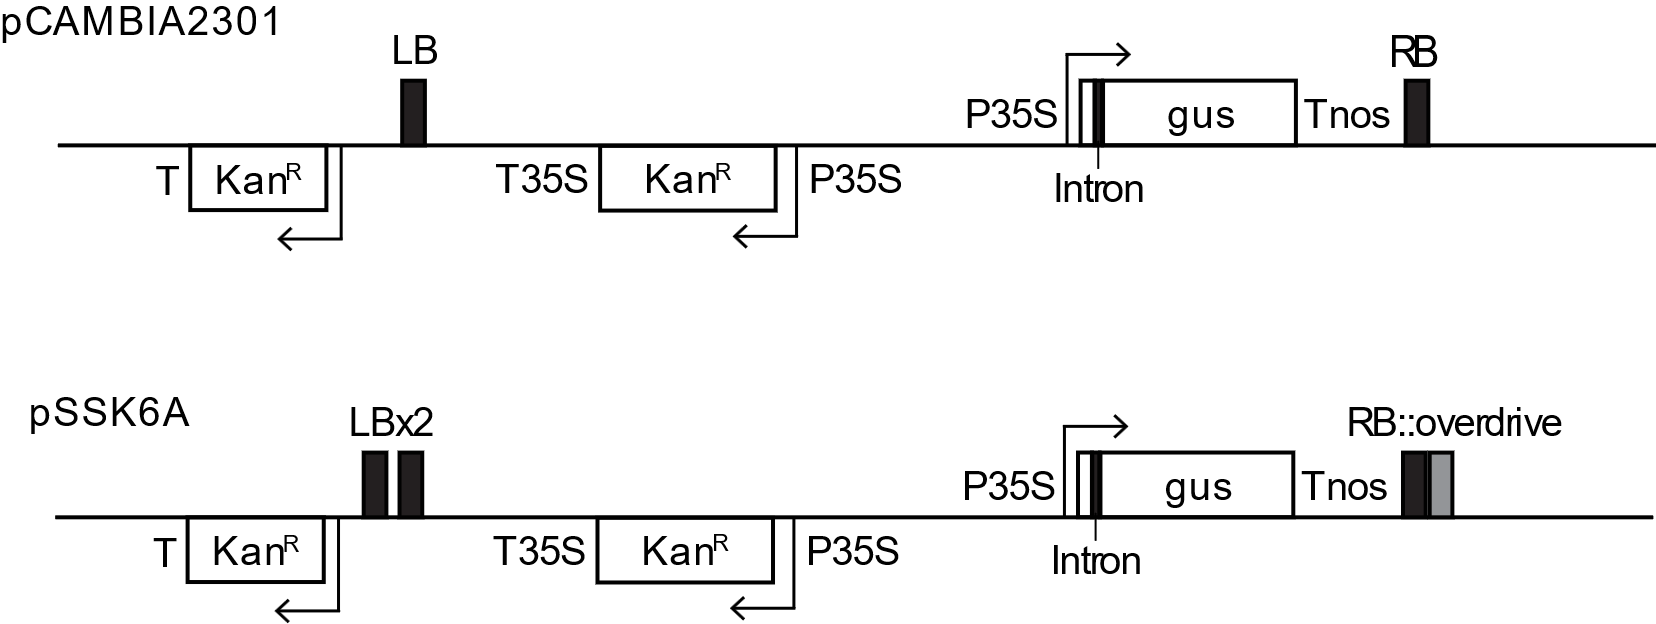 pCAMBIA2301
LB
RB
P35S gus Tnos
T KanR T35S KanR P35S
Intron
pSSK6A
LBx2
RB::overdrive
P35S gus Tnos
T KanR T35S KanR P35S
Intron